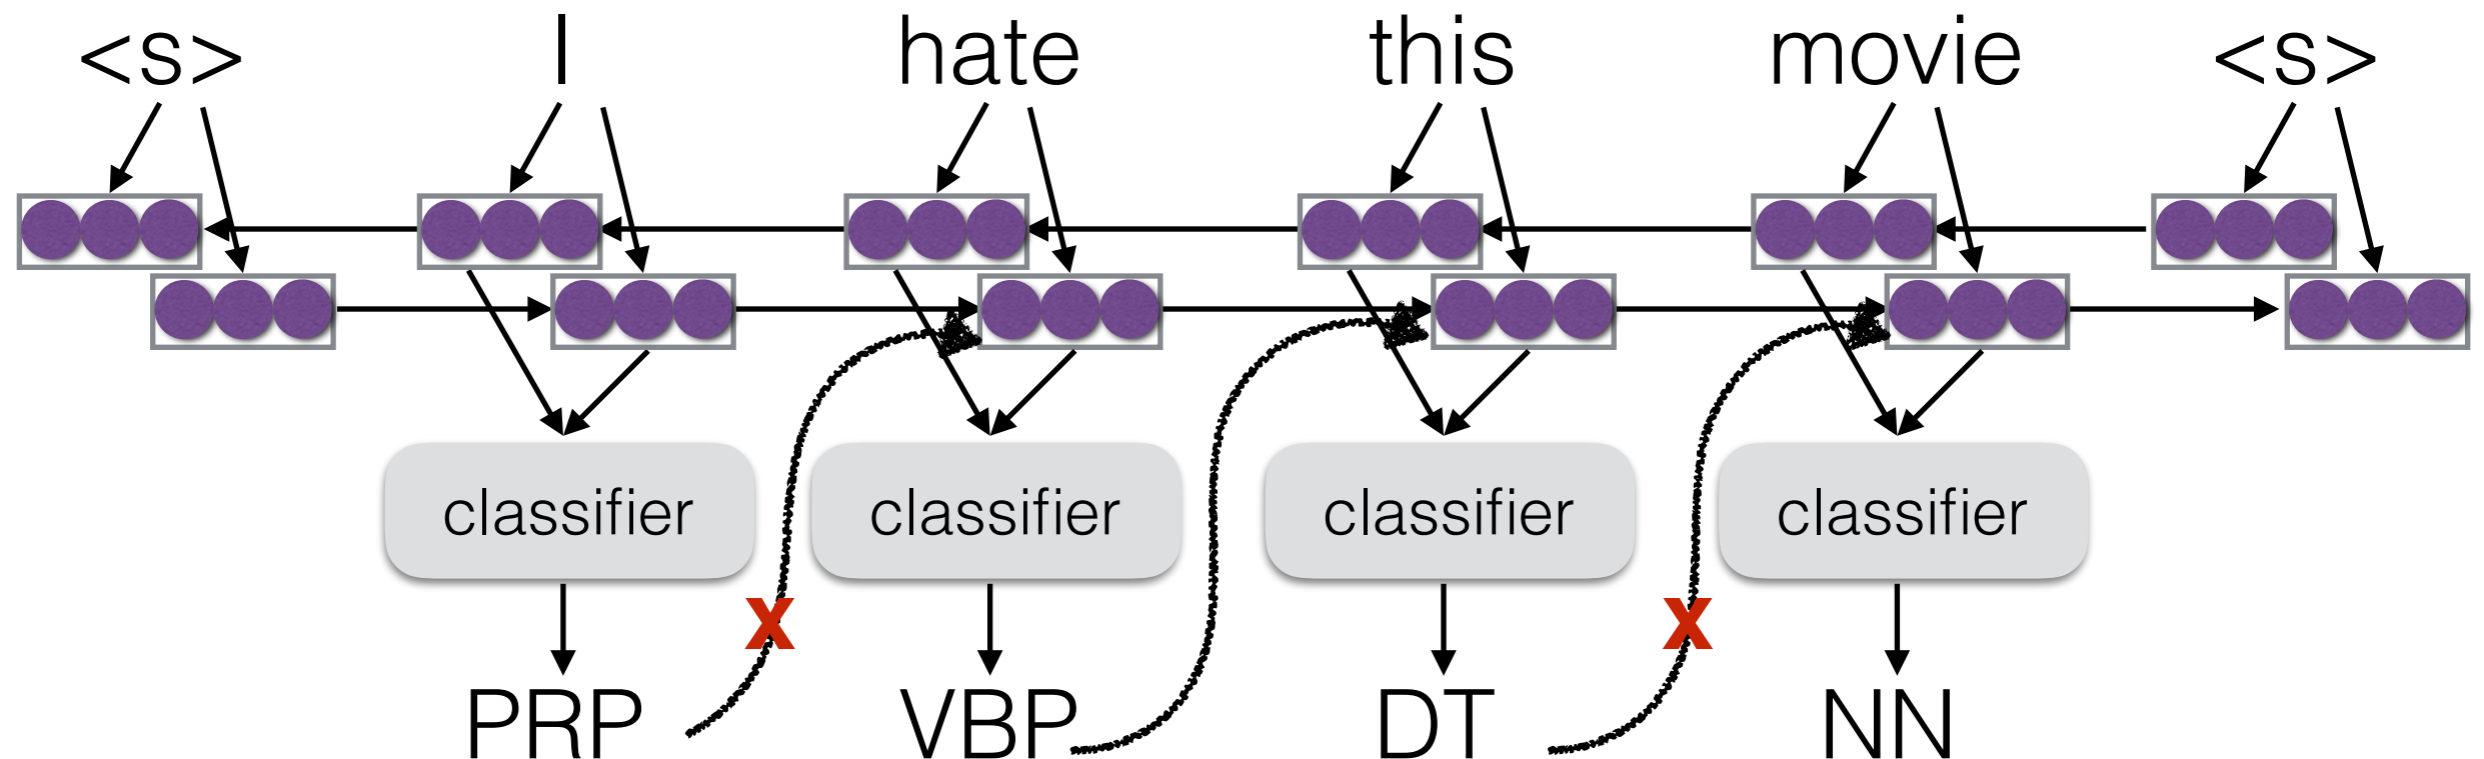 <s> I hate this movie <s>
classifier classifier classifier classifier
x x
PRP VBP DT NN